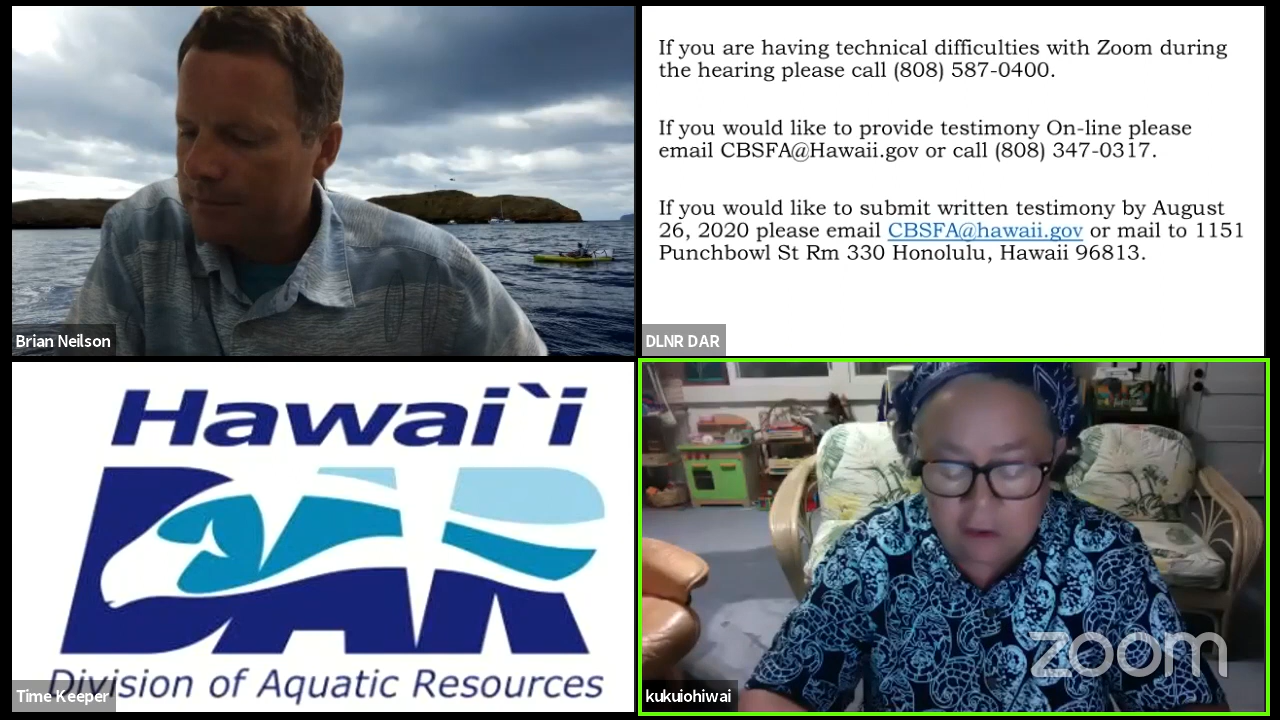 If you are having technical difficulties with Zoom during
the hearing please call (808) 587-0400.
If you would like to provide testimony On-line please
email CBSFA@Hawaii.gov or call (808) 347-0317.
If you would like to submit written testimony by August
26, 2020 please email CBSFA@hawaii.gov or mail to 1151
Punchbowl St Rm 330 Honolulu, Hawaii 96813.
Brian Neilson
DLNR DAR
Hawai`i
DAR
Division of Aquatic Resources
Time Keeper
zoom
kukuiohiwai